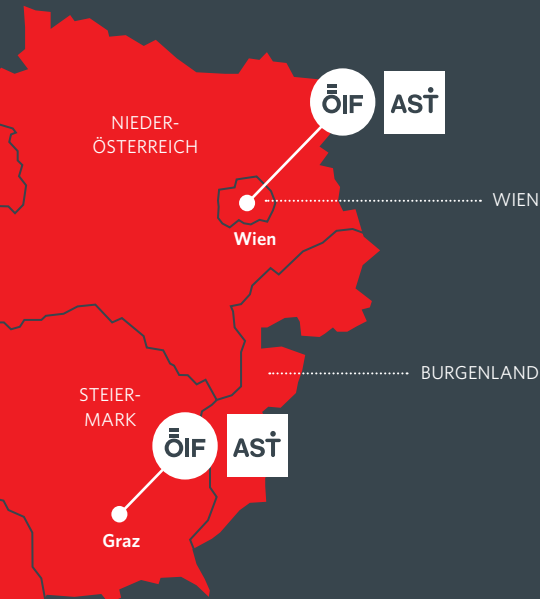 ÖIF
AST
NIEDER-
ÖSTERREICH
WIEN
Wien
BURGENLAND
STEIER-
MARK
ÖIF
AST
Graz